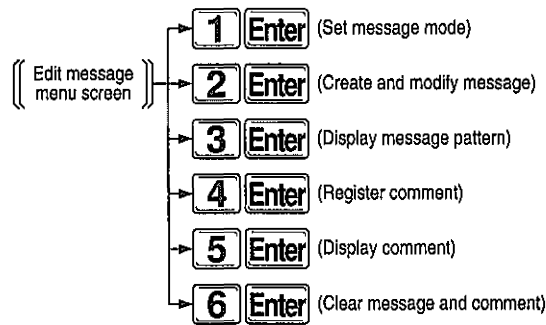 1 Enter (Set message mode)
Edit message
menu screen
2 Enter (Create and modify message)
3 Enter (Display message pattern)
4 Enter (Register comment)
5 Enter (Display comment)
6 Enter (Clear message and comment)